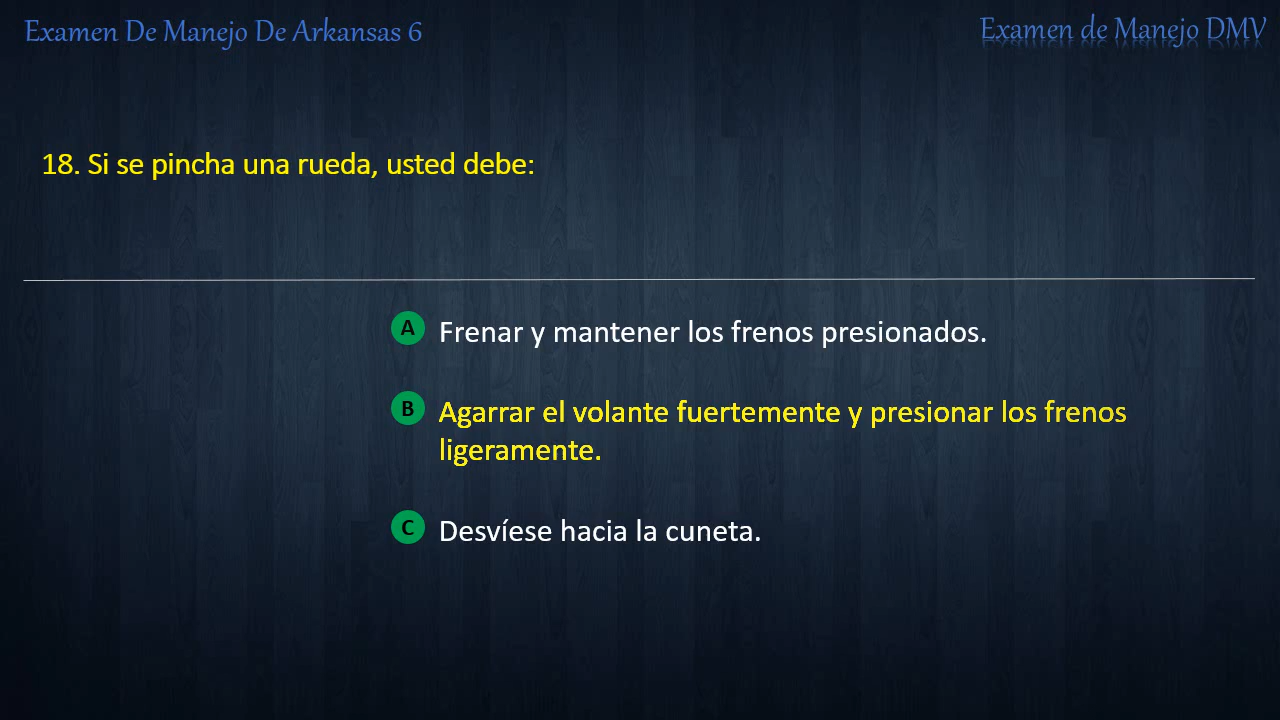 Examen De Manejo De Arkansas 6
Examen de Manejo DMV
18. Si se pincha una rueda, usted debe:
A Frenar y mantener los frenos presionados.
B Agarrar el volante fuertemente y presionar los frenos
ligeramente.
C Desvíese hacia la cuneta.